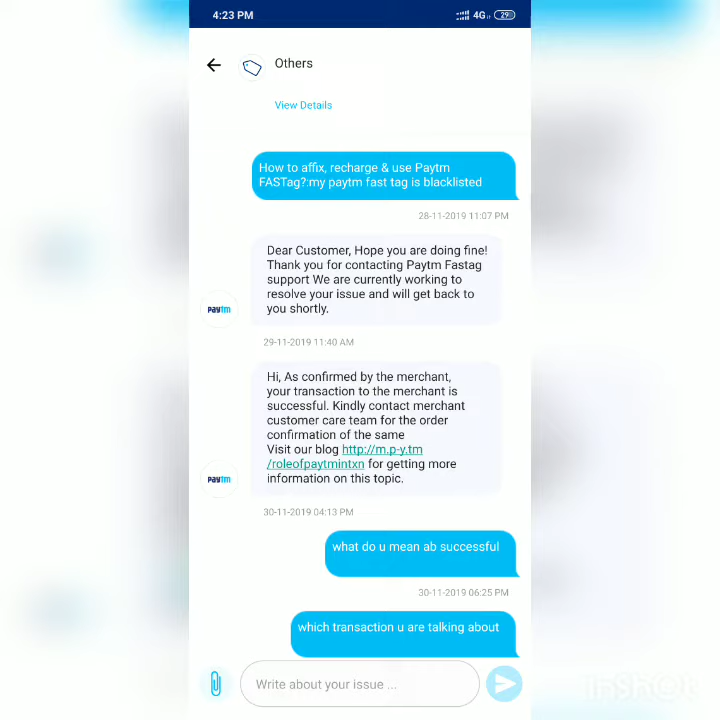 4:23 PM
4G
29
Others
View Details
How to affix, recharge & use Paytm
FASTag?:my paytm fast tag is blacklisted
28-11-2019 11:07 PM
Dear Customer, Hope you are doing fine!
Thank you for contacting Paytm Fastag
support We are currently working to
resolve your issue and will get back to
you shortly.
paytm
29-11-2019 11:40 AM
Hi, As confirmed by the merchant,
your transaction to the merchant is
successful. Kindly contact merchant
customer care team for the order
confirmation of the same
Visit our blog http://m.p-y.tm
/roleofpaytmintxn for getting more
information on this topic.
paytm
30-11-2019 04:13 PM
what do u mean ab successful
30-11-2019 06:25 PM
which transaction u are talking about
Write about your issue ...
InShOt